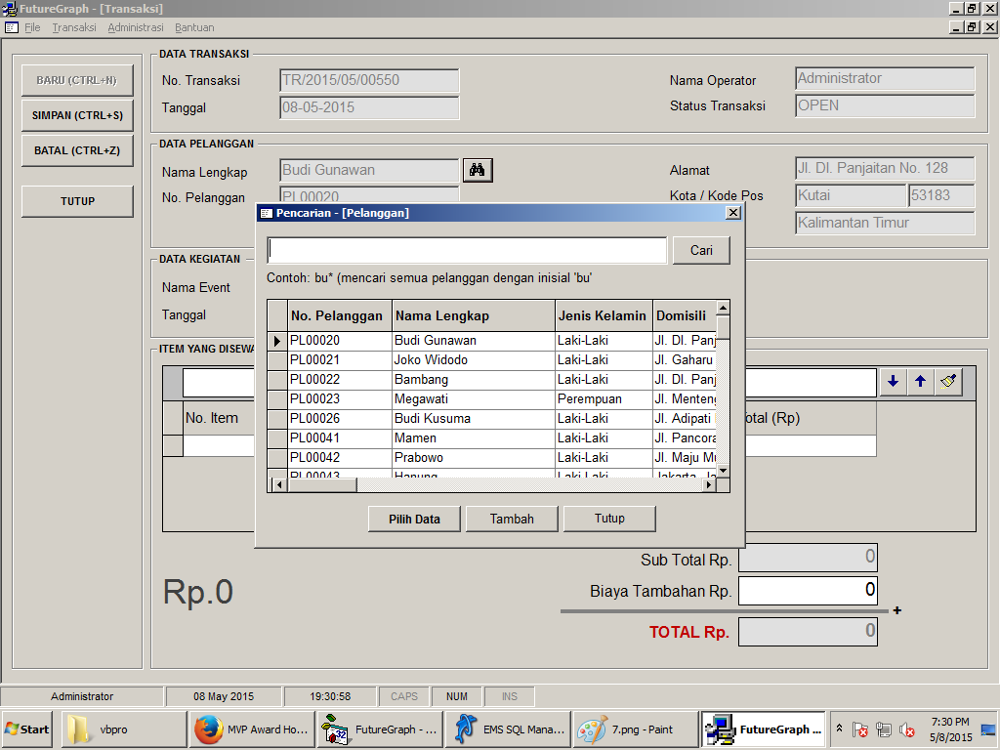 FutureGraph - [Transaksi]
File Transaksi Administrasi Bantuan
BARU (CTRL+N)
SIMPAN (CTRL+S)
BATAL (CTRL+Z)
TUTUP
DATA TRANSAKSI
No. Transaksi TR/2015/05/00550
Tanggal 08-05-2015
Nama Operator Administrator
Status Transaksi OPEN
DATA PELANGGAN
Nama Lengkap Budi Gunawan
No. Pelanggan PL00020
Alamat Jl. DI. Panjaitan No. 128
Kota / Kode Pos Kutai 53183
Kalimantan Timur
DATA KEGIATAN
Nama Event
Tanggal
ITEM YANG DISEWA
No. Item
Total (Rp)
Pencarian - [Pelanggan]
Cari
Contoh: bu* (mencari semua pelanggan dengan inisial 'bu'
No. Pelanggan Nama Lengkap Jenis Kelamin Domisili
PL00020 Budi Gunawan Laki-Laki Jl. DI. Panj
PL00021 Joko Widodo Laki-Laki Jl. Gaharu
PL00022 Bambang Laki-Laki Jl. DI. Panj
PL00023 Megawati Perempuan Jl. Menteng
PL00026 Budi Kusuma Laki-Laki Jl. Adipati
PL00041 Mamen Laki-Laki Jl. Pancora
PL00042 Prabowo Laki-Laki Jl. Maju Mu
PL00043 Hanung Laki-Laki Jakarta, Ja
Pilih Data Tambah Tutup
Rp.0
Sub Total Rp. 0
Biaya Tambahan Rp. 0
+
TOTAL Rp. 0
Administrator 08 May 2015 19:30:58 CAPS NUM INS
Start vbpro MVP Award Ho... FutureGraph - ... EMS SQL Mana... 7.png - Paint FutureGraph ... 7:30 PM
5/8/2015